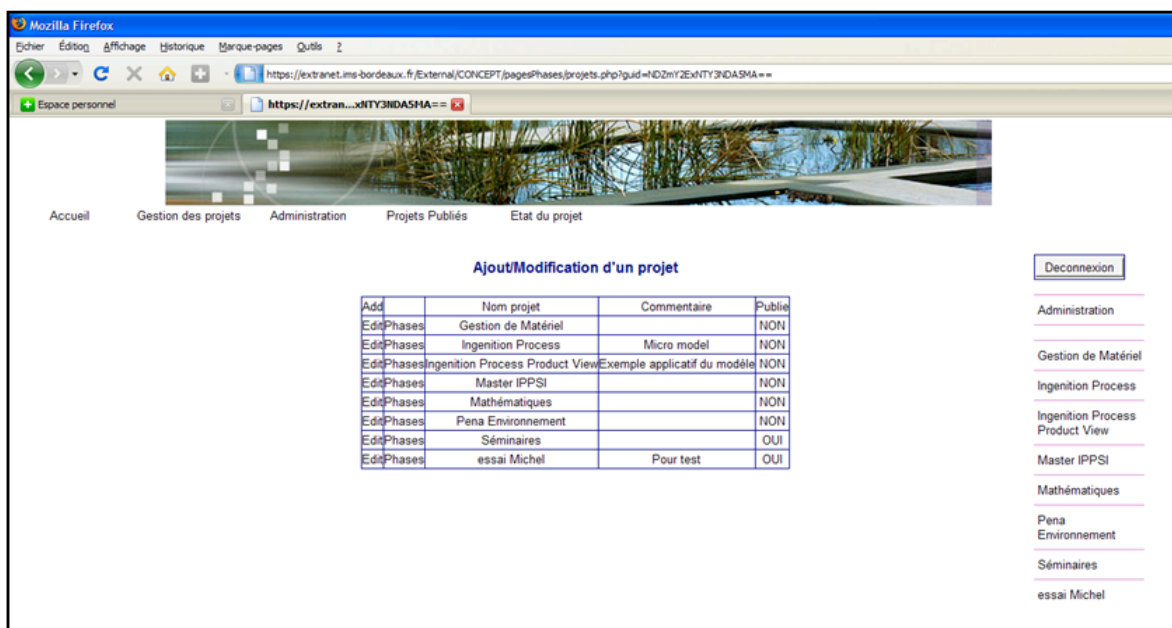 Mozilla Firefox
Fichier Édition Affichage Historique Marque-pages Outils ?
https://extranet.ims-bordeaux.fr/External/CONCEPT/pagesPhases/projets.php?guid=NDZmY2ExNTY3NDA5MA==
Espace personnel https://extran...xNTY3NDA5MA==
Accueil Gestion des projets Administration Projets Publiés Etat du projet
Ajout/Modification d'un projet
Add Nom projet Commentaire Publie
Edit Phases Gestion de Matériel NON
Edit Phases Ingenition Process Micro model NON
Edit Phases Ingenition Process Product View Exemple applicatif du modéle NON
Edit Phases Master IPPSI NON
Edit Phases Mathématiques NON
Edit Phases Pena Environnement NON
Edit Phases Séminaires OUI
Edit Phases essai Michel Pour test OUI
Deconnexion
Administration
Gestion de Matériel
Ingenition Process
Ingenition Process
Product View
Master IPPSI
Mathématiques
Pena
Environnement
Séminaires
essai Michel